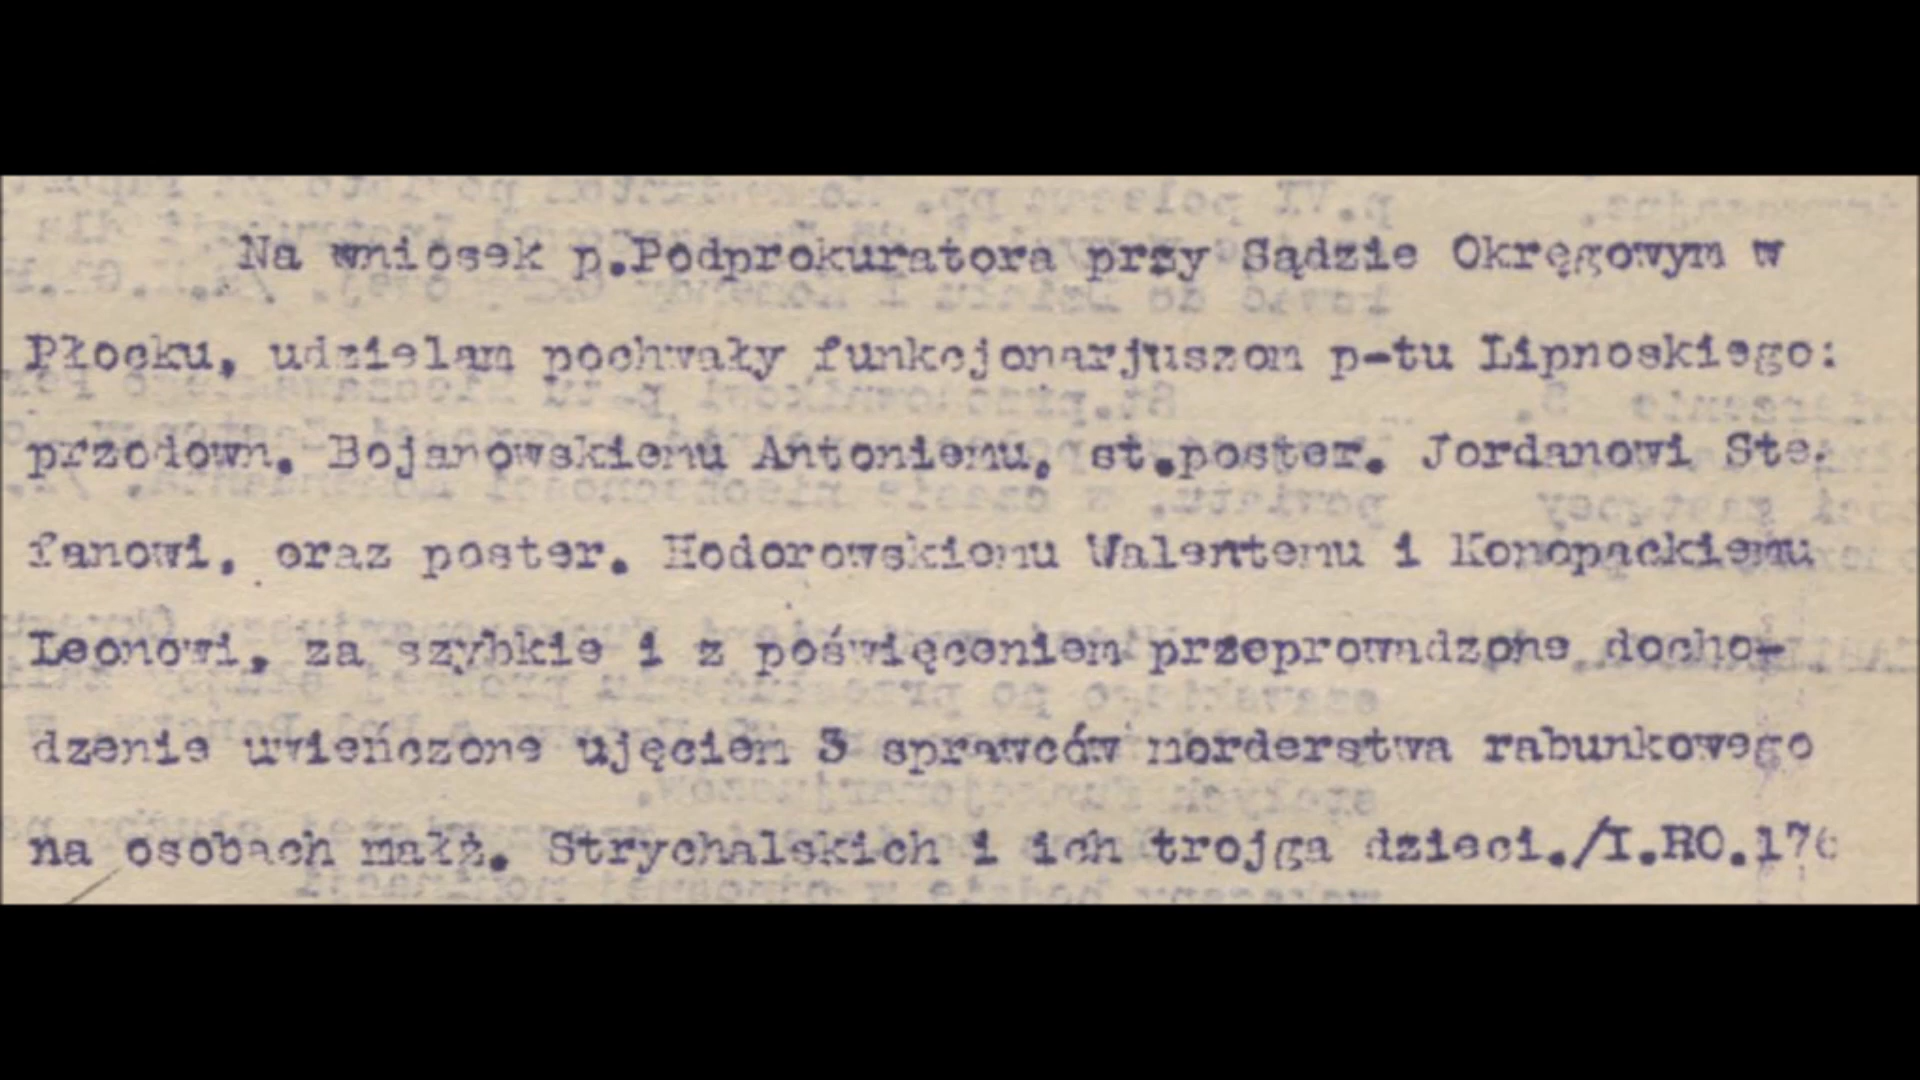 Na wniosek p.Podprokuratora przy Sądzie Okręgowym w
Płocku, udzielam pochwały funkcjonarjuszom p-tu Lipnoskiego:
przodown. Bojanowskiemu Antoniemu, st.poster. Jordanowi Ste-
fanowi, oraz poster. Hodorowskiemu Walentemu i Konopackiemu
Leonowi, za szybkie i z poświęceniem przeprowadzone docho-
dzenie uwieńczone ujęciem 3 sprawców morderstwa rabunkowego
na osobach małż. Strychalskich i ich trojga dzieci./I.RO.176